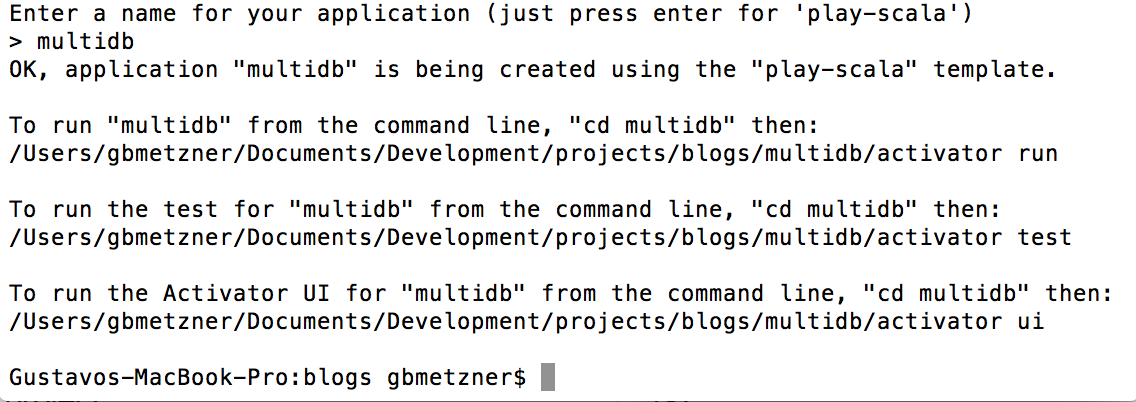 Enter a name for your application (just press enter for 'play-scala')
> multidb
OK, application "multidb" is being created using the "play-scala" template.
To run "multidb" from the command line, "cd multidb" then:
/Users/gbmetzner/Documents/Development/projects/blogs/multidb/activator run
To run the test for "multidb" from the command line, "cd multidb" then:
/Users/gbmetzner/Documents/Development/projects/blogs/multidb/activator test
To run the Activator UI for "multidb" from the command line, "cd multidb" then:
/Users/gbmetzner/Documents/Development/projects/blogs/multidb/activator ui
Gustavos-MacBook-Pro:blogs gbmetzner$